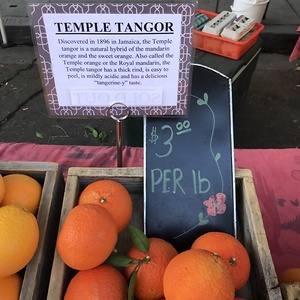 TEMPLE TANGOR
Discovered in 1896 in Jamaica, the Temple
tangor is a natural hybrid of the mandarin
orange and the sweet orange. Also called the
Temple orange or the Royal mandarin, the
Temple tangor has a thick rind, is easy to
peel, is mildly acidic and has a delicious
"tangerine-y" taste.
$3.00
PER lb